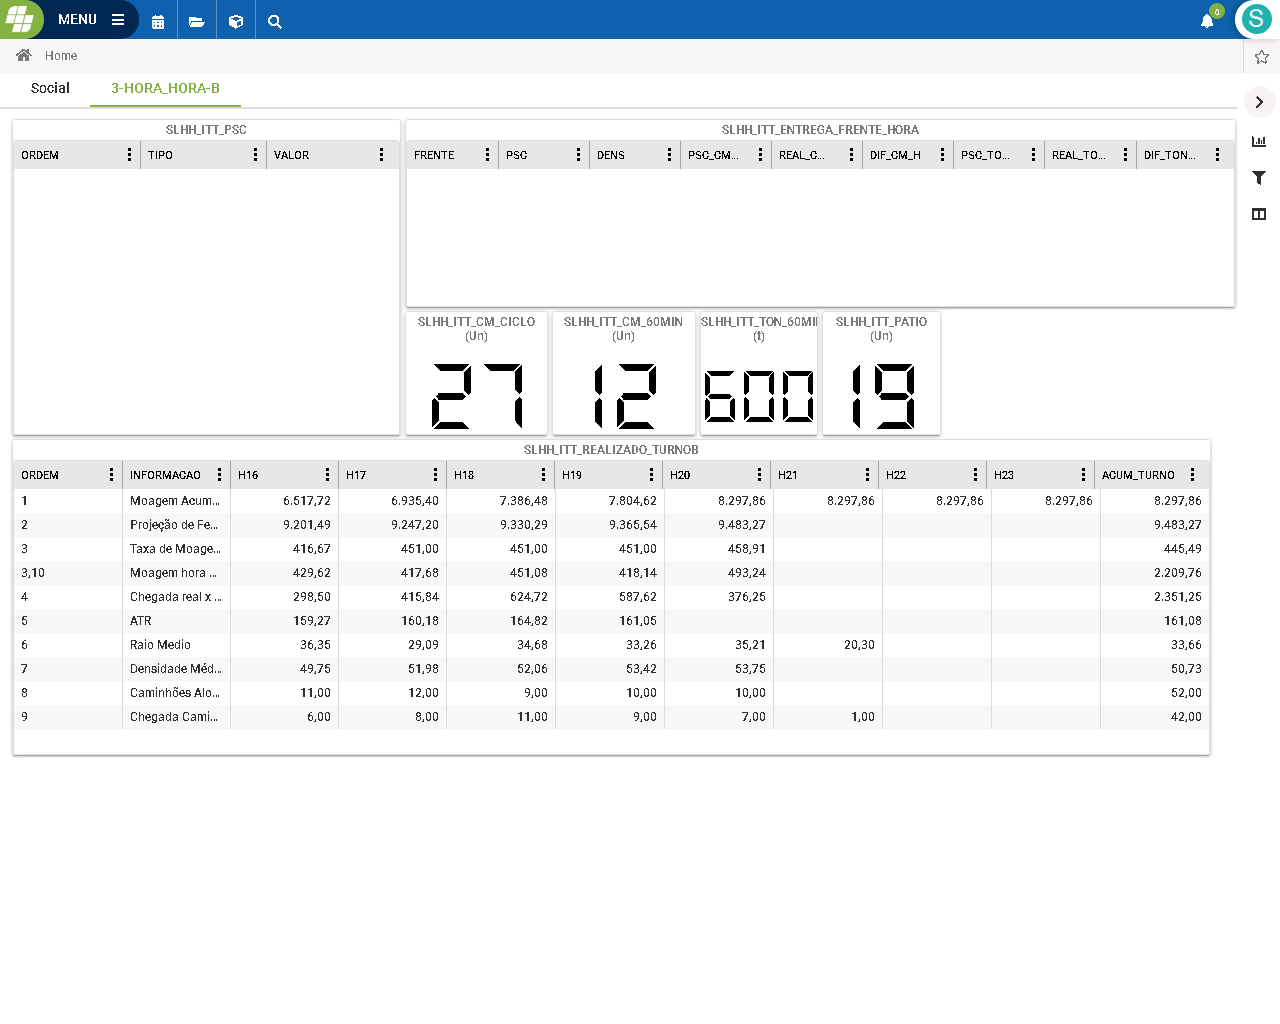 MENU
0
S
Home
Social 3-HORA_HORA-B
SLHH_ITT_PSC
ORDEM TIPO VALOR
SLHH_ITT_ENTREGA_FRENTE_HORA
FRENTE PSC DENS PSC_CM... REAL_C... DIF_CM_H PSC_TO... REAL_TO... DIF_TON...
SLHH_ITT_CM_CICLO
(Un)
27
SLHH_ITT_CM_60MIN
(Un)
12
SLHH_ITT_TON_60MI
(t)
600
SLHH_ITT_PATIO
(Un)
19
SLHH_ITT_REALIZADO_TURNOB
ORDEM INFORMACAO H16 H17 H18 H19 H20 H21 H22 H23 ACUM_TURNO
1 Moagem Acum... 6.517,72 6.935,40 7.386,48 7.804,62 8.297,86 8.297,86 8.297,86 8.297,86 8.297,86
2 Projeção de Fe... 9.201,49 9.247,20 9.330,29 9.365,54 9.483,27 9.483,27
3 Taxa de Moage... 416,67 451,00 451,00 451,00 458,91 445,49
3,10 Moagem hora ... 429,62 417,68 451,08 418,14 493,24 2.209,76
4 Chegada real x ... 298,50 415,84 624,72 587,62 376,25 2.351,25
5 ATR 159,27 160,18 164,82 161,05 161,08
6 Raio Medio 36,35 29,09 34,68 33,26 35,21 20,30 33,66
7 Densidade Méd... 49,75 51,98 52,06 53,42 53,75 50,73
8 Caminhões Alo... 11,00 12,00 9,00 10,00 10,00 52,00
9 Chegada Cami... 6,00 8,00 11,00 9,00 7,00 1,00 42,00